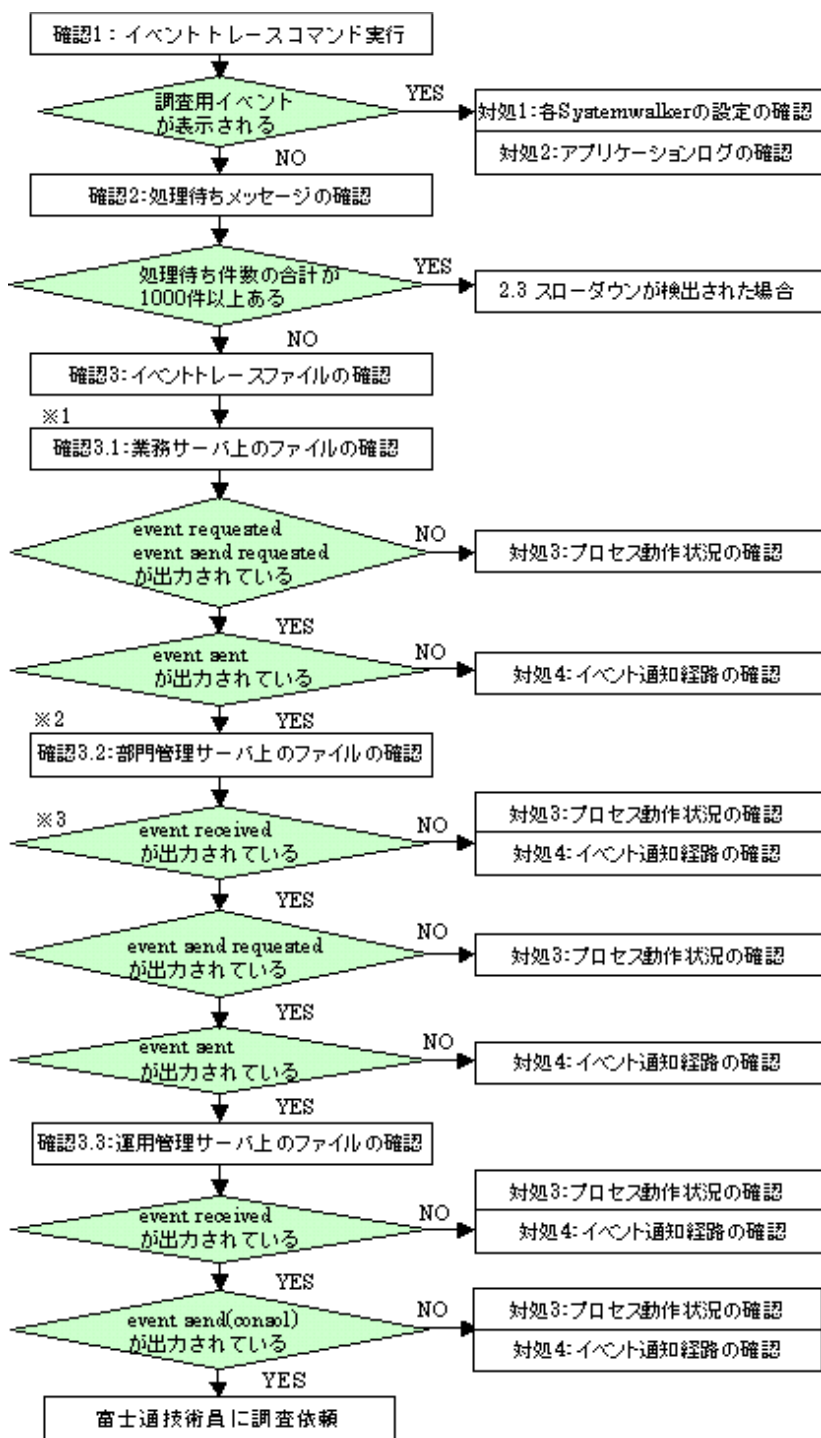 確認1：イベントトレースコマンド実行
調査用イベント
が表示される
YES
対処1：各Systemwalkerの設定の確認
対処2：アプリケーションログの確認
NO
確認2：処理待ちメッセージの確認
処理待ち件数の合計が
1000件以上ある
YES
2.3 スローダウンが検出された場合
NO
確認3：イベントトレースファイルの確認
※1
確認3.1：業務サーバ上のファイルの確認
event requested
event send requested
が出力されている
NO
対処3：プロセス動作状況の確認
YES
event sent
が出力されている
NO
対処4：イベント通知経路の確認
※2
YES
確認3.2：部門管理サーバ上のファイルの確認
※3
event received
が出力されている
NO
対処3：プロセス動作状況の確認
対処4：イベント通知経路の確認
YES
event send requested
が出力されている
NO
対処3：プロセス動作状況の確認
YES
event sent
が出力されている
NO
対処4：イベント通知経路の確認
YES
確認3.3：運用管理サーバ上のファイルの確認
event received
が出力されている
NO
対処3：プロセス動作状況の確認
対処4：イベント通知経路の確認
YES
event send(consol)
が出力されている
NO
対処3：プロセス動作状況の確認
対処4：イベント通知経路の確認
YES
富士通技術員に調査依頼